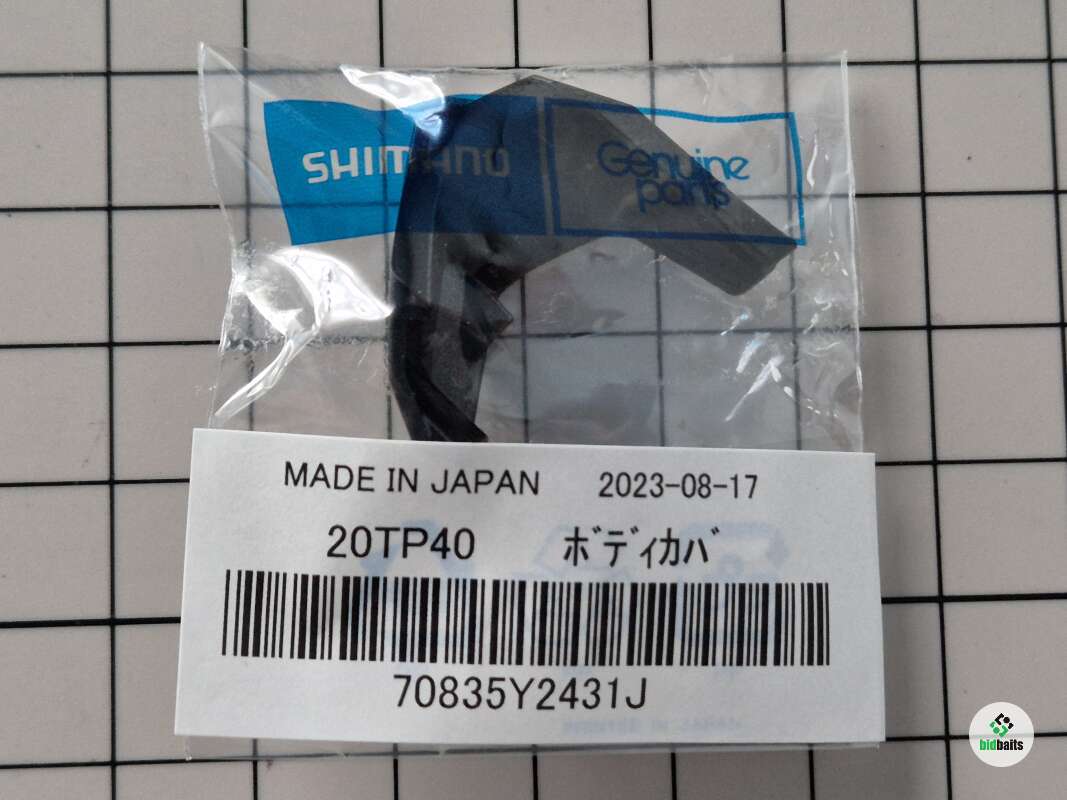 SHIMANO
Genuine
parts
MADE IN JAPAN 2023-08-17
20TP40 ﾎﾞﾃﾞｨｶﾊﾞ
70835Y2431J
bidbaits